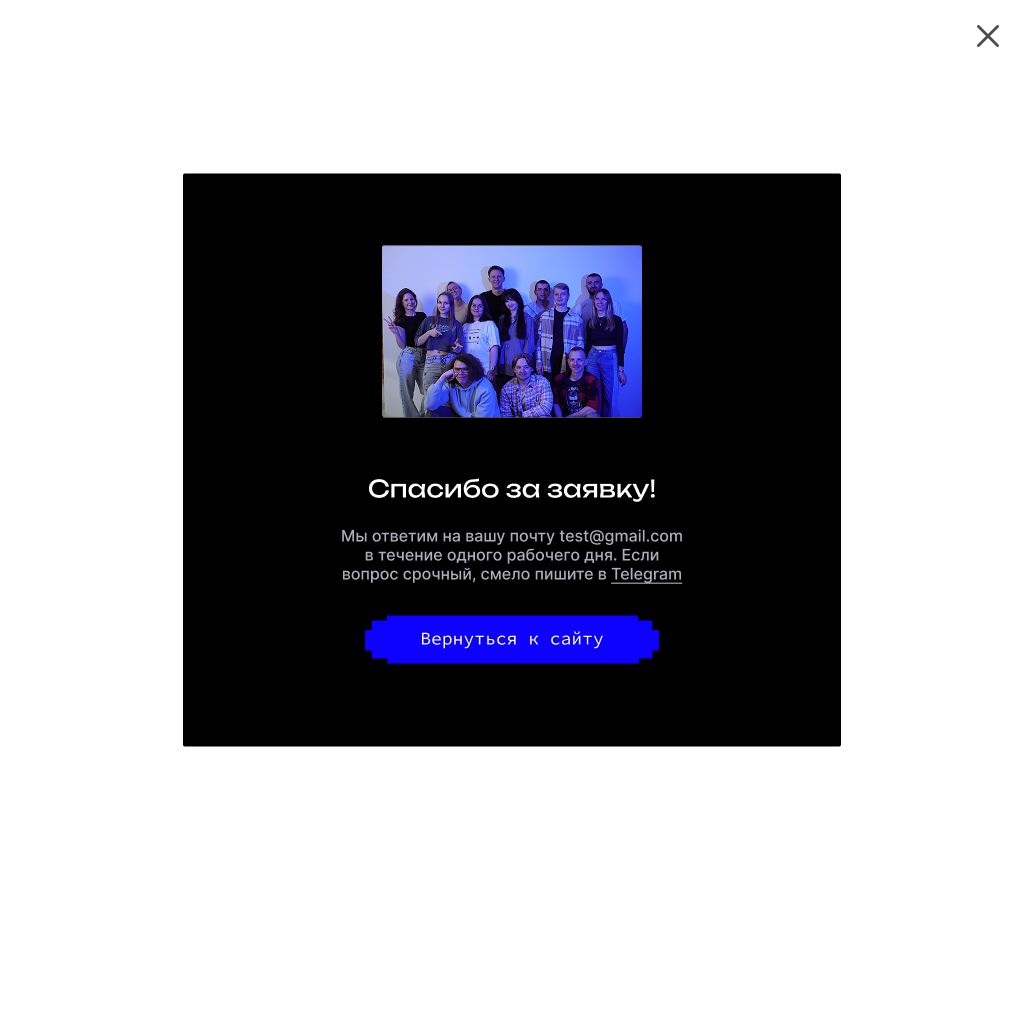 Спасибо за заявку!
Мы ответим на вашу почту test@gmail.com
в течение одного рабочего дня. Если
вопрос срочный, смело пишите в Telegram
Вернуться к сайту